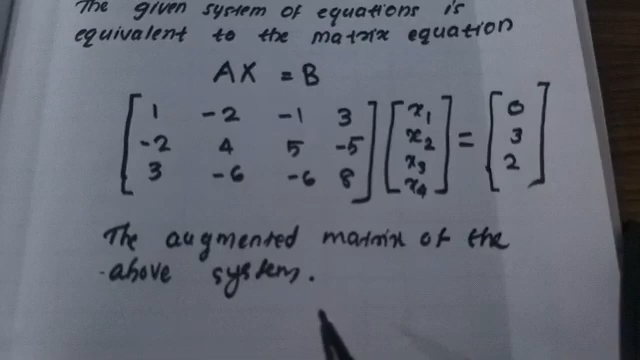 The given system of equations is
equivalent to the matrix equation
AX = B
[ 1 -2 -1 3 ] [ x1 ] = [ 0 ]
[ -2 4 5 -5 ] [ x2 ] = [ 3 ]
[ 3 -6 -6 8 ] [ x3 ] = [ 2 ]
[ x4 ]
The augmented matrix of the
above system.